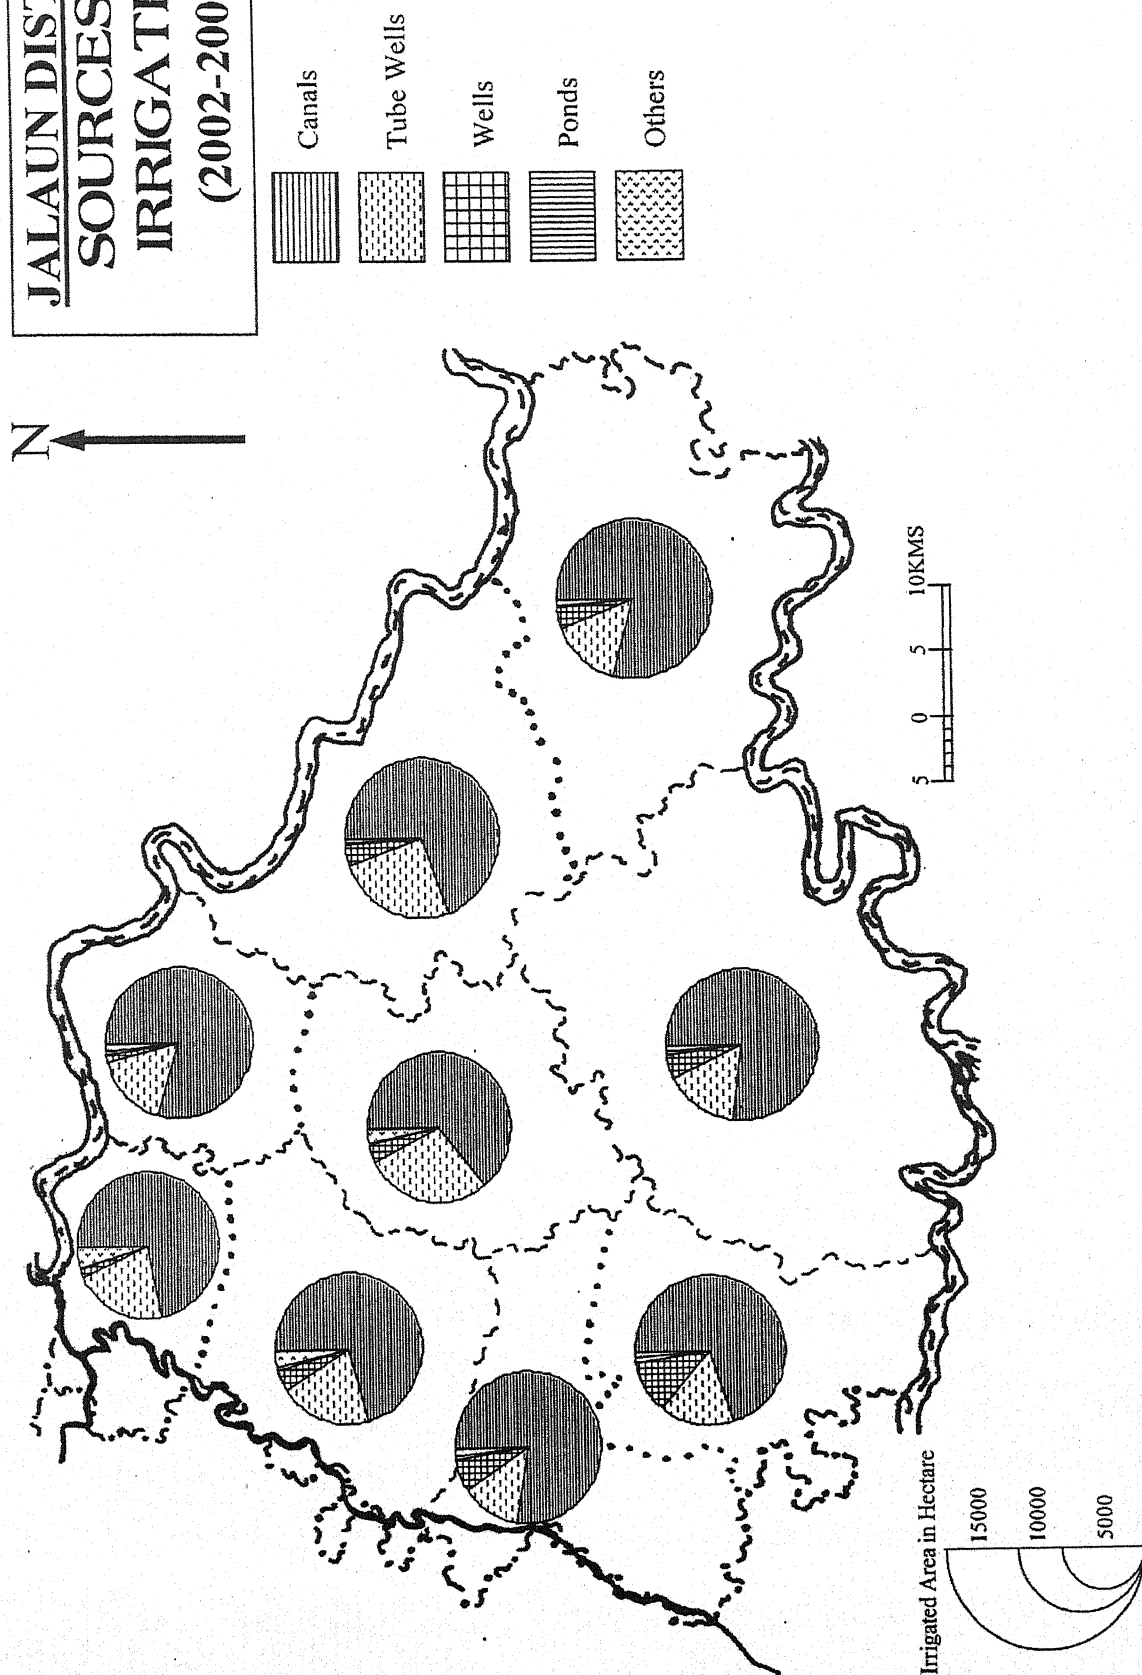 JALAUN DIST
SOURCES
IRRIGATI
(2002-200
N
Canals
Tube Wells
Wells
Ponds
Others
5 0 5 10KMS
Irrigated Area in Hectare
15000
10000
5000